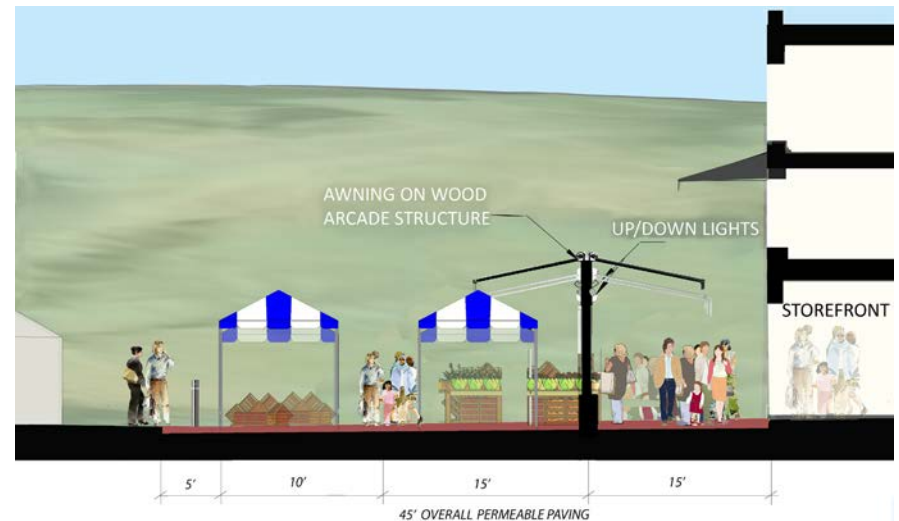 AWNING ON WOOD
ARCADE STRUCTURE
UP/DOWN LIGHTS
STOREFRONT
5'
10'
15'
15'
45' OVERALL PERMEABLE PAVING